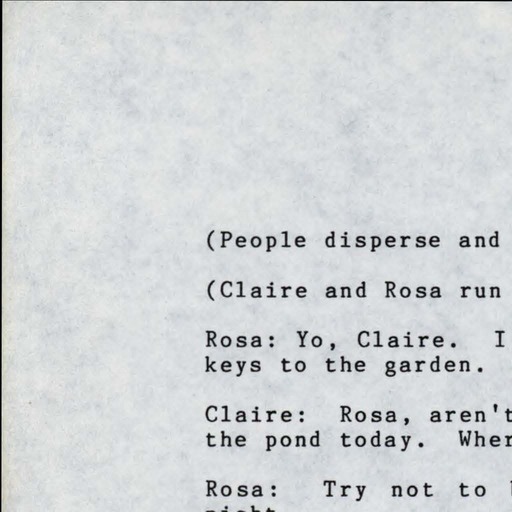 (People disperse and
(Claire and Rosa run
Rosa: Yo, Claire. I
keys to the garden.
Claire: Rosa, aren't
the pond today. Wher
Rosa: Try not to
night